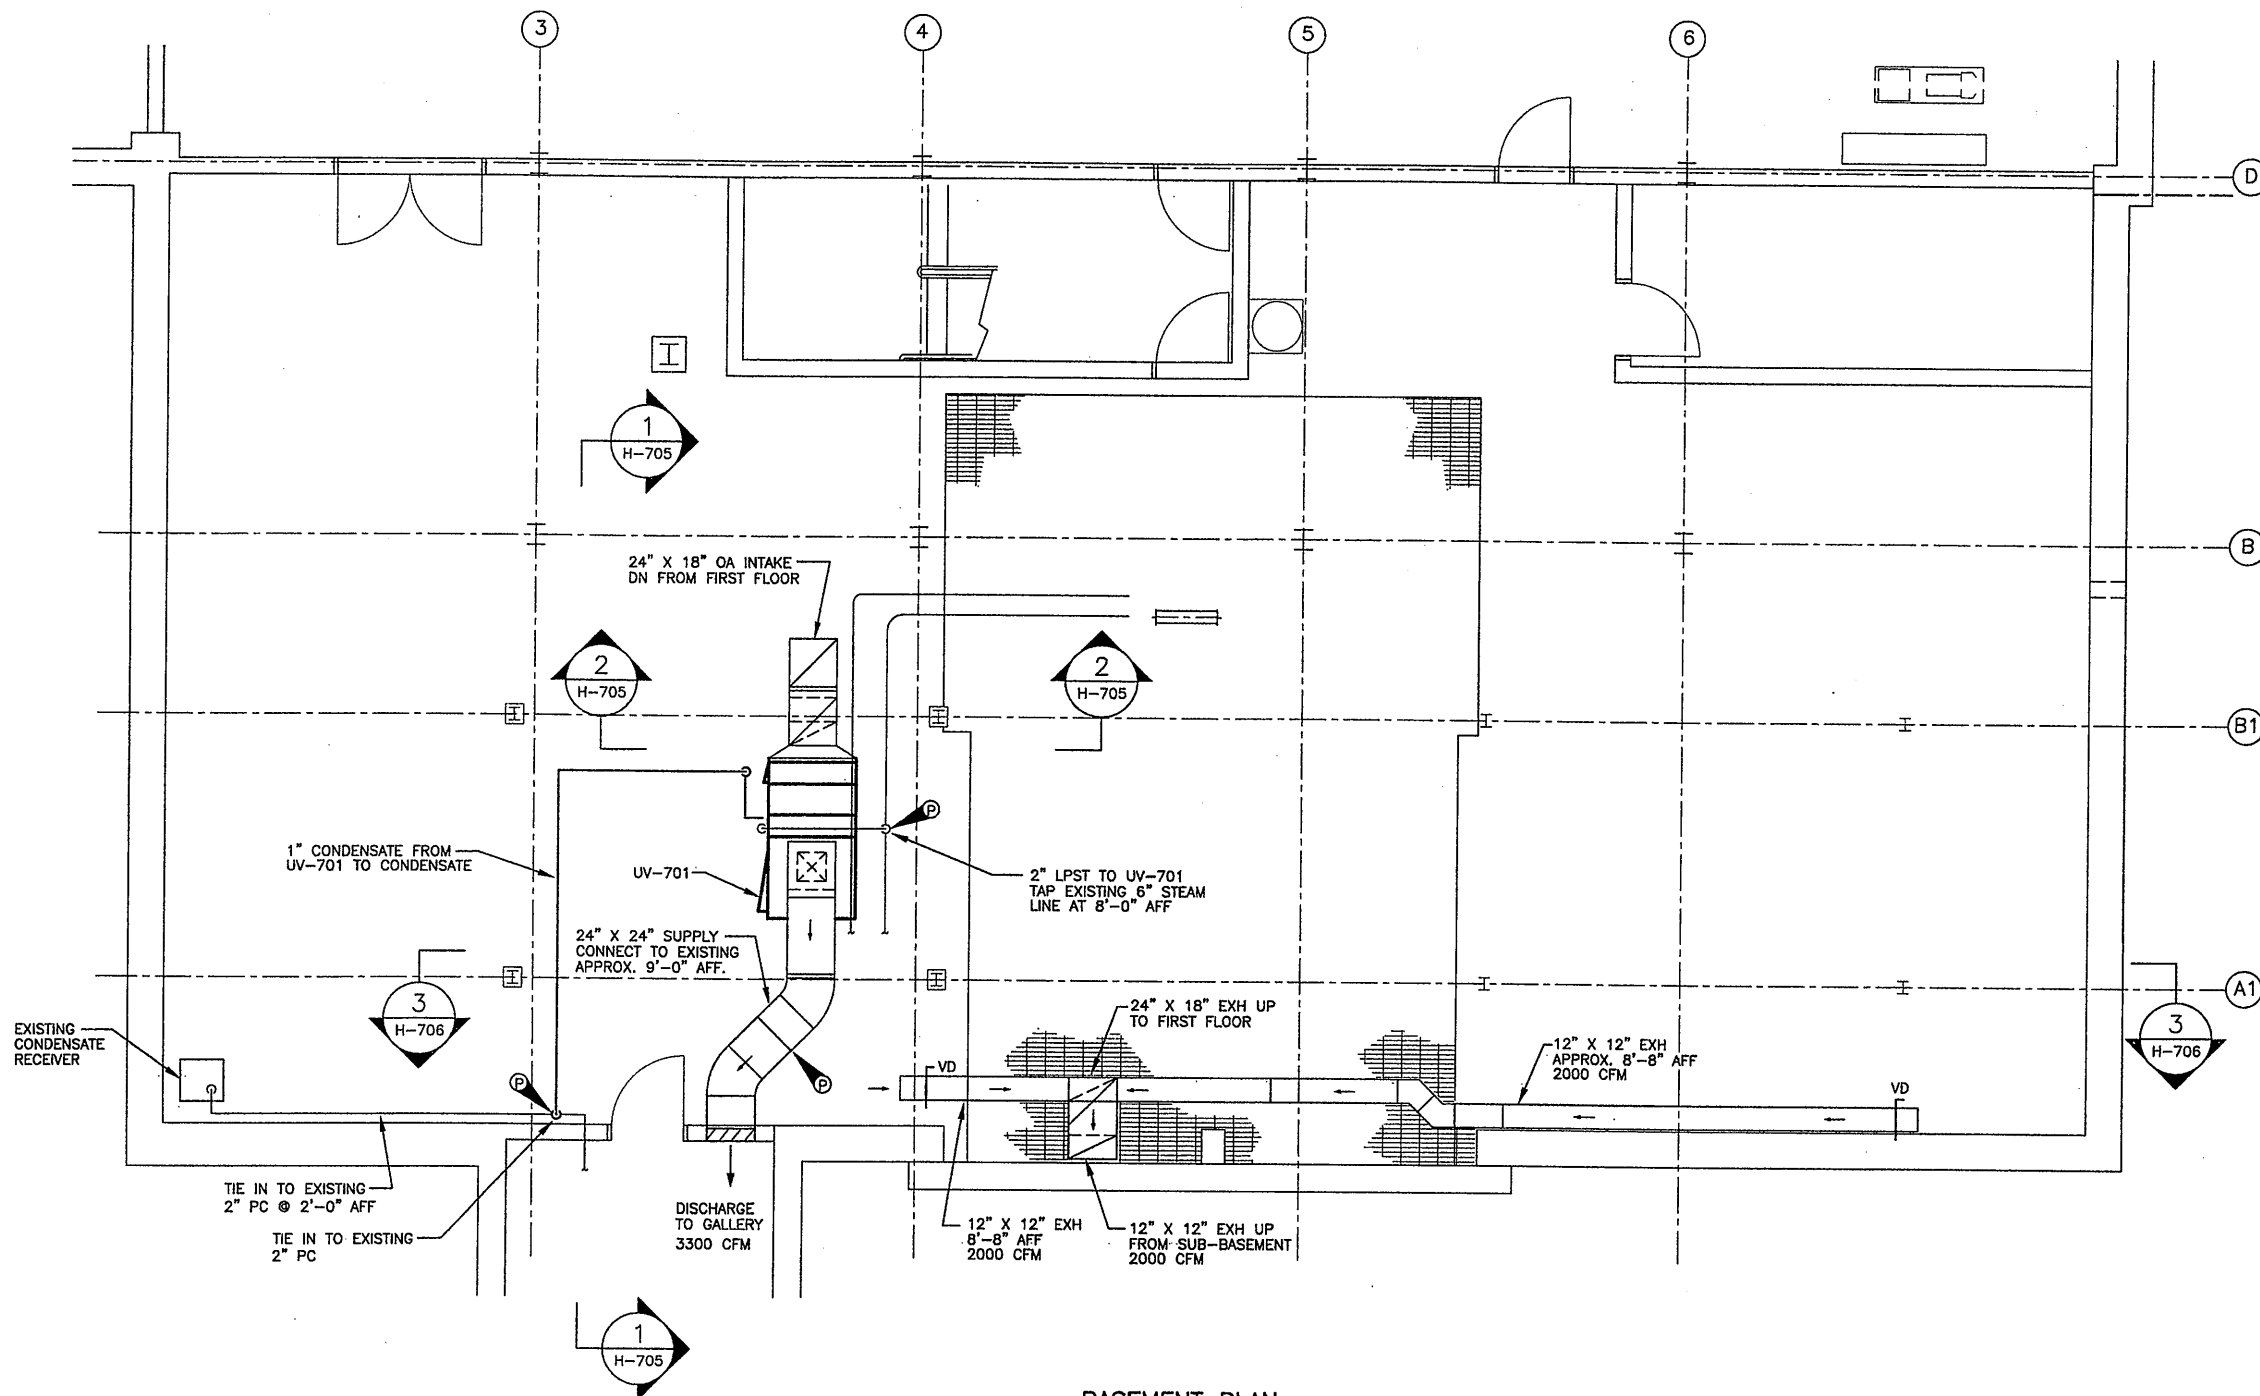 3
4
5
6
D
B
24" X 18" OA INTAKE
DN FROM FIRST FLOOR
1
H-705
2
H-705
2
H-705
B1
P
1" CONDENSATE FROM
UV-701 TO CONDENSATE
UV-701
2" LPST TO UV-701
TAP EXISTING 6" STEAM
LINE AT 8'-0" AFF
24" X 24" SUPPLY
CONNECT TO EXISTING
APPROX. 9'-0" AFF.
A1
3
H-706
24" X 18" EXH UP
TO FIRST FLOOR
EXISTING
CONDENSATE
RECEIVER
12" X 12" EXH
APPROX. 8'-8" AFF
2000 CFM
3
H-706
VD
VD
P
P
TIE IN TO EXISTING
2" PC @ 2'-0" AFF
TIE IN TO EXISTING
2" PC
DISCHARGE
TO GALLERY
3300 CFM
12" X 12" EXH
8'-8" AFF
2000 CFM
12" X 12" EXH UP
FROM SUB-BASEMENT
2000 CFM
1
H-705
BASEMENT PLAN